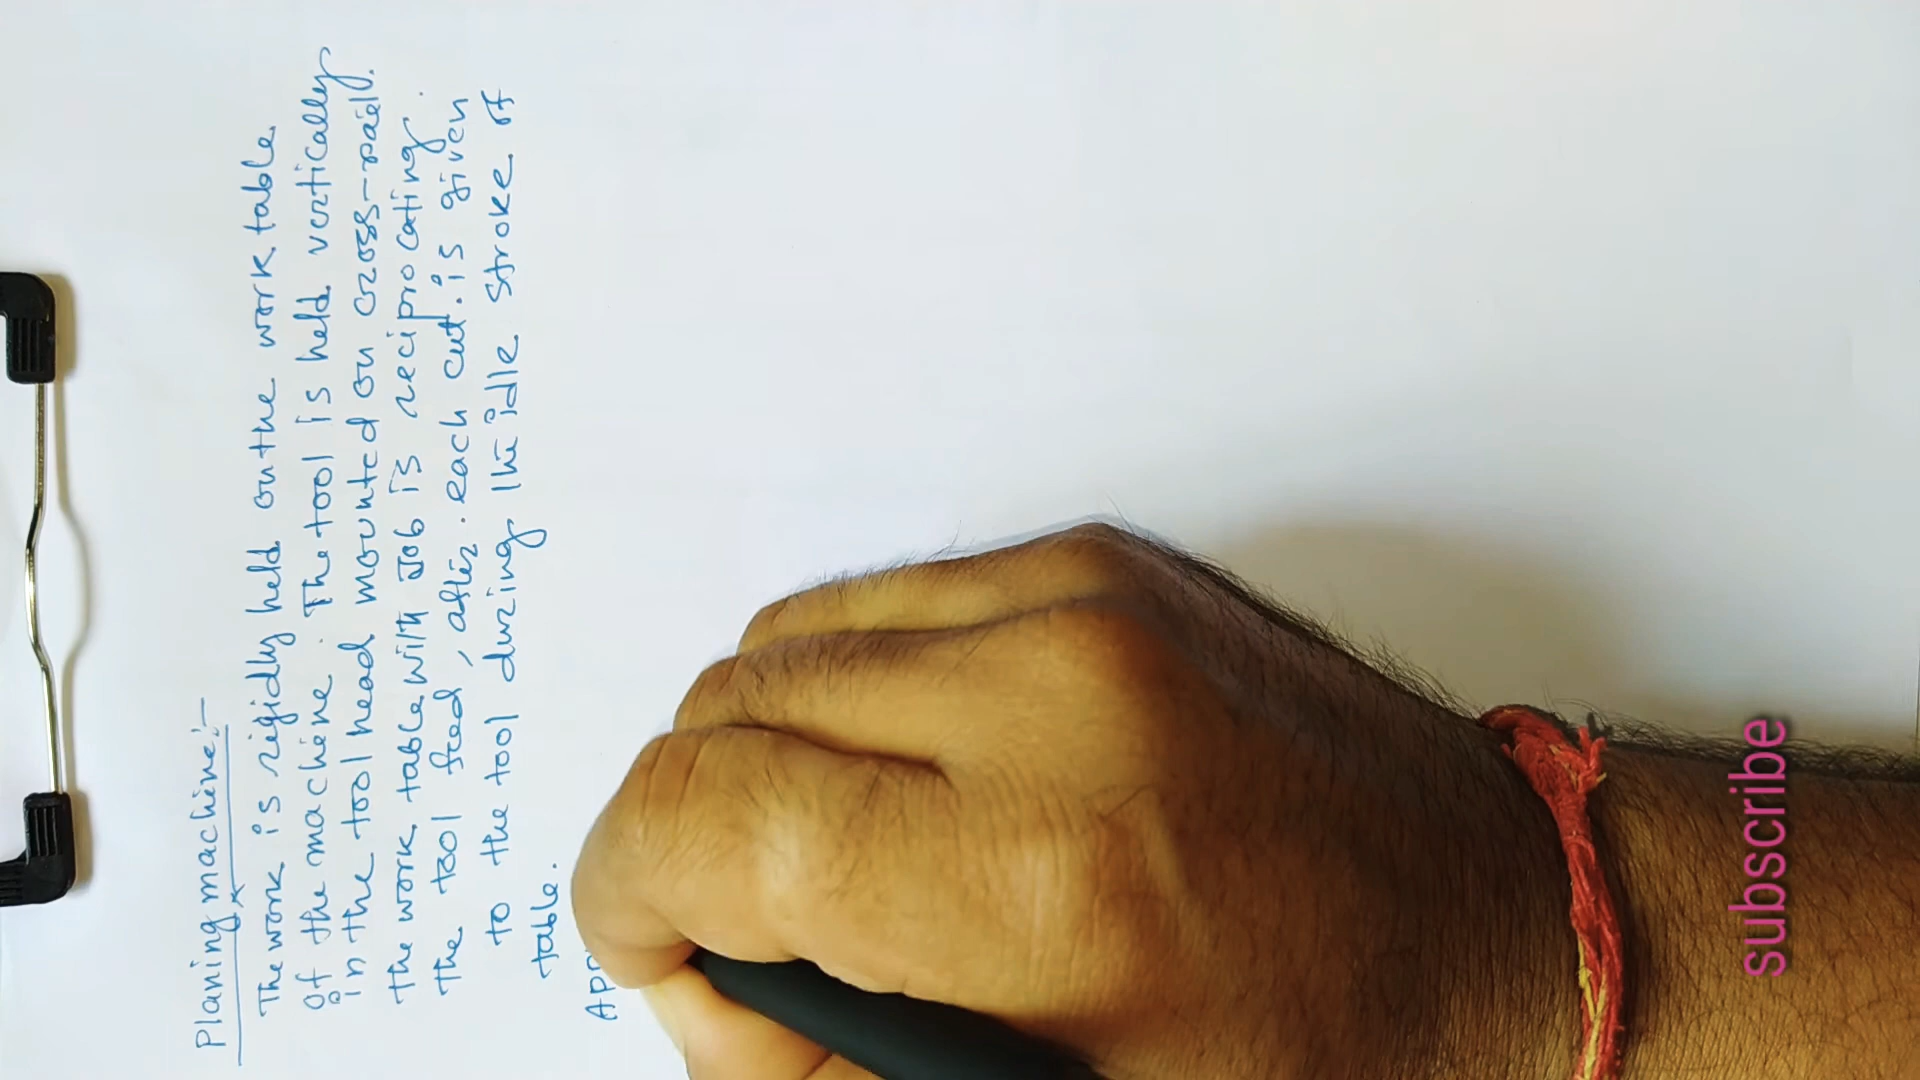 Planing machine:-
The work is rigidly held on the work table
of the machine. The tool is held vertically
in the tool head mounted on cross-rail.
the work table with Job is reciprocating.
The tool feed, after each cut is given
to the tool during the idle stroke of
table.
APP
subscribe